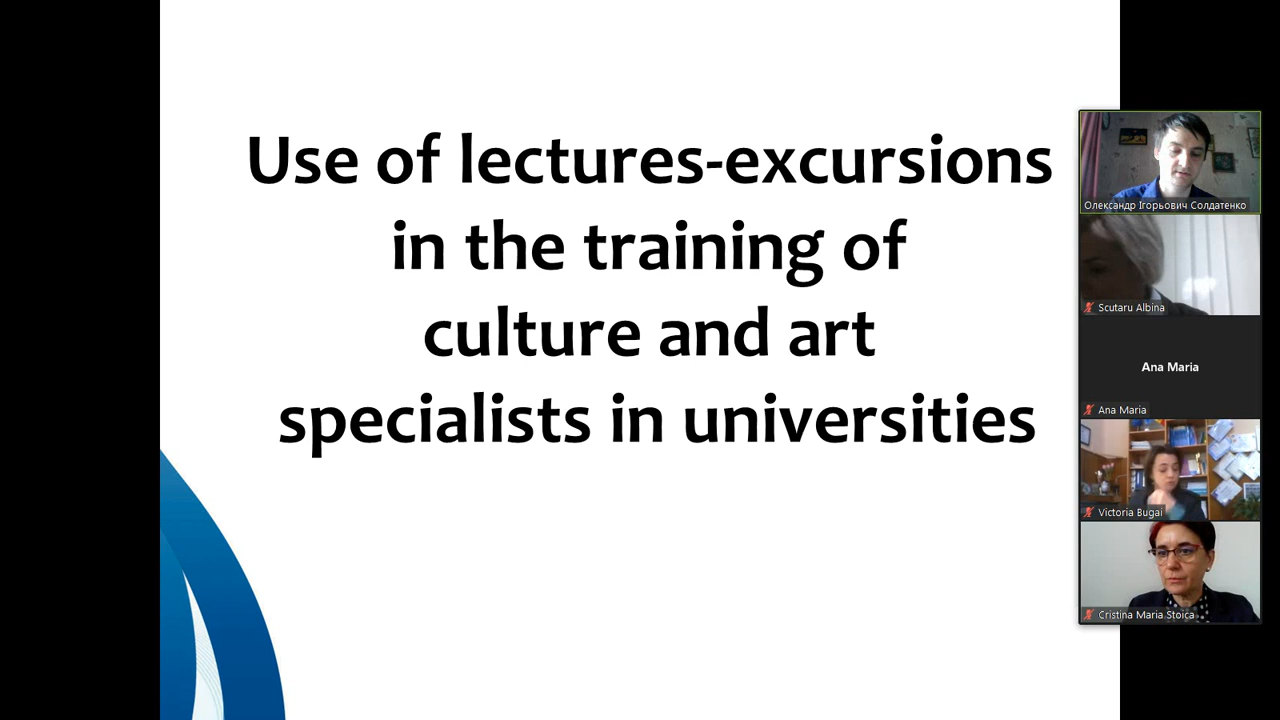 Use of lectures-excursions
in the training of
culture and art
specialists in universities
Олександр Ігорьович Солдатенко
Scutaru Albina
Ana Maria
Ana Maria
Victoria Bugai
Cristina Maria Stoica